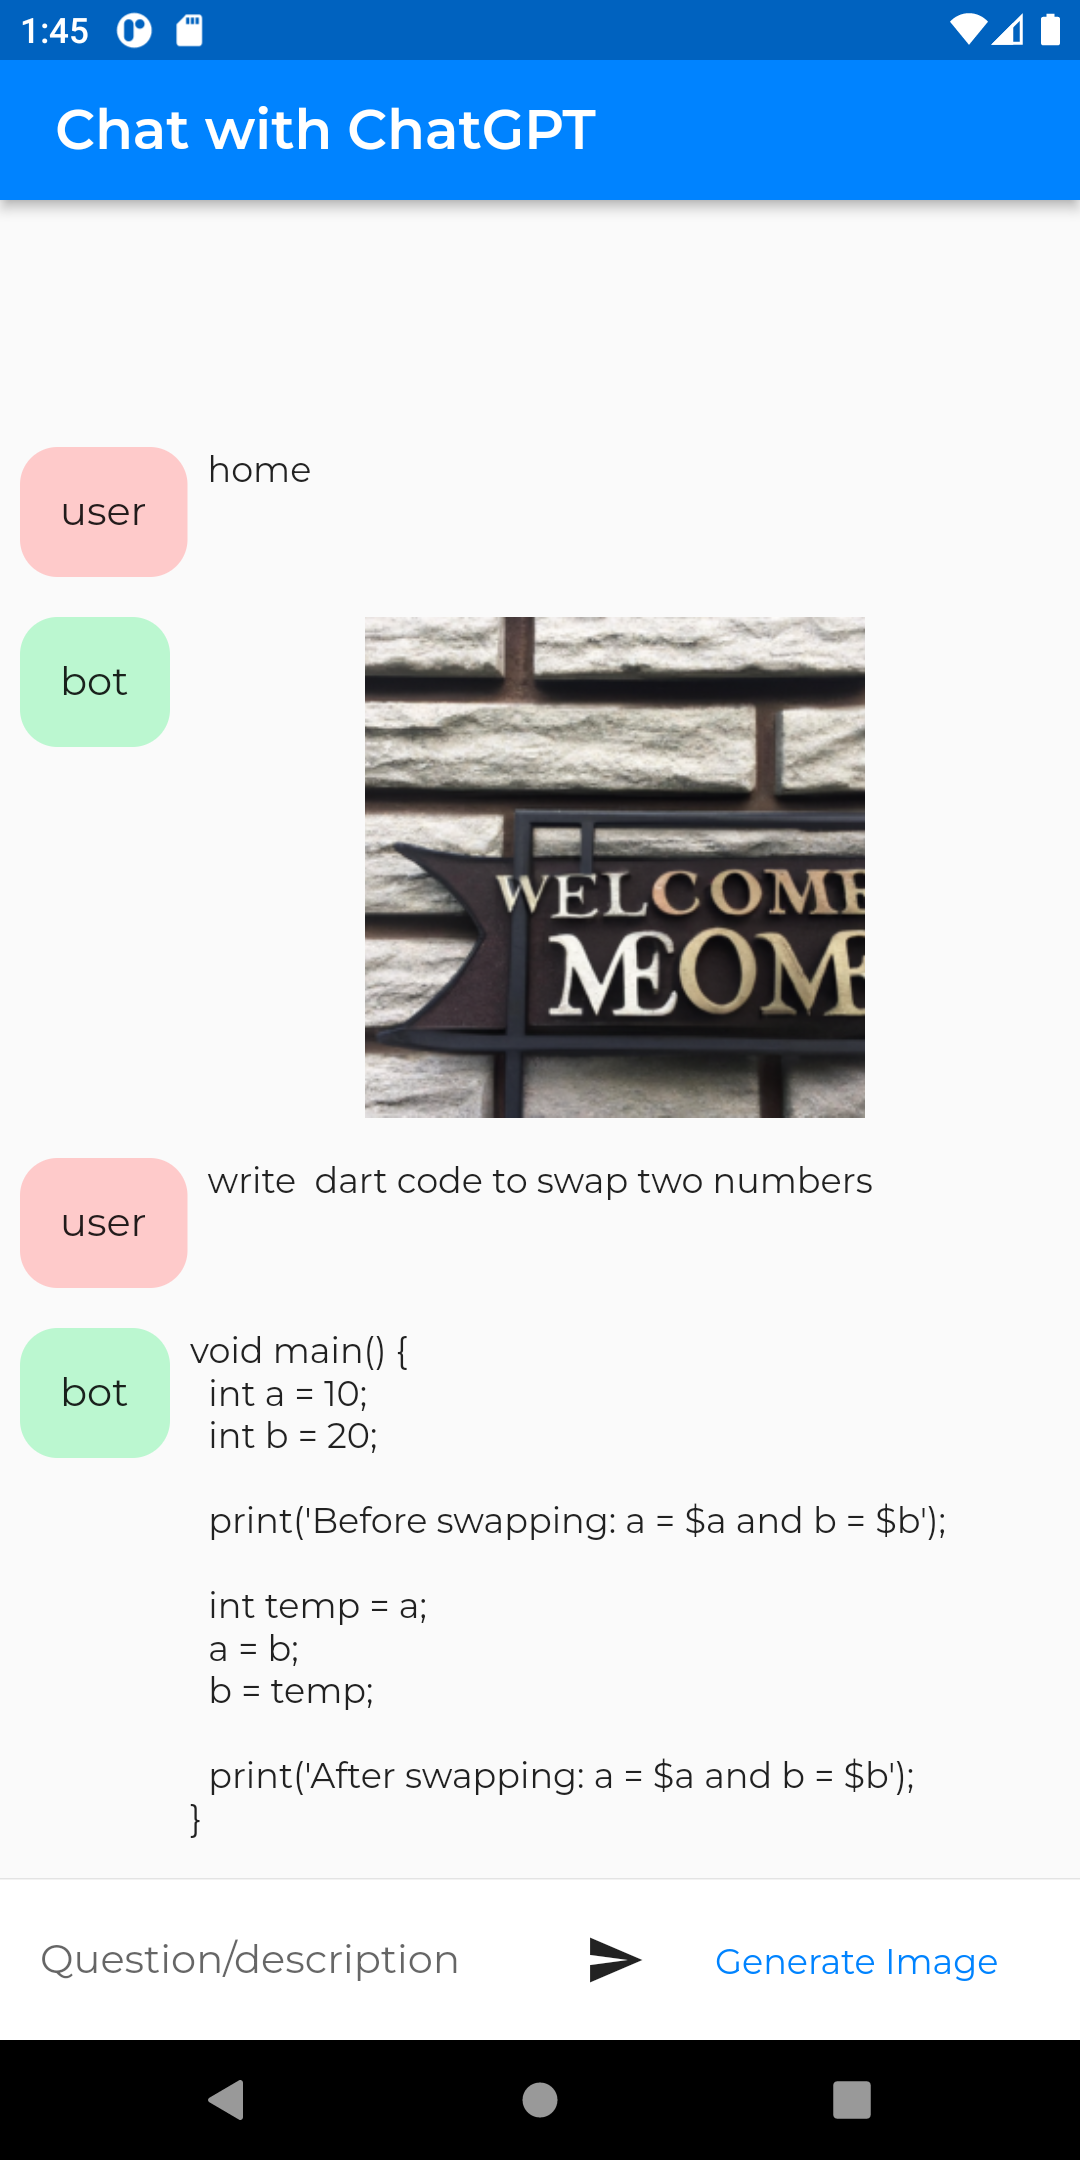 1:45
Chat with ChatGPT
user
home
bot
WELCOME
MEOME
user
write  dart code to swap two numbers
bot
void main() {
  int a = 10;
  int b = 20;

  print('Before swapping: a = $a and b = $b');

  int temp = a;
  a = b;
  b = temp;

  print('After swapping: a = $a and b = $b');
}
Question/description
Generate Image